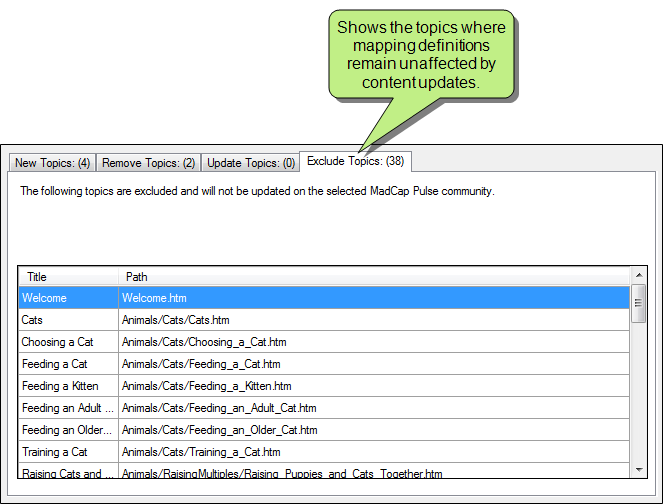 Shows the topics where
mapping definitions
remain unaffected by
content updates.
New Topics: (4) Remove Topics: (2) Update Topics: (0) Exclude Topics: (38)
The following topics are excluded and will not be updated on the selected MadCap Pulse community.
Title Path
Welcome Welcome.htm
Cats Animals/Cats/Cats.htm
Choosing a Cat Animals/Cats/Choosing_a_Cat.htm
Feeding a Cat Animals/Cats/Feeding_a_Cat.htm
Feeding a Kitten Animals/Cats/Feeding_a_Kitten.htm
Feeding an Adult ... Animals/Cats/Feeding_an_Adult_Cat.htm
Feeding an Older... Animals/Cats/Feeding_an_Older_Cat.htm
Training a Cat Animals/Cats/Training_a_Cat.htm
Raising Cats and ... Animals/RaisingMultiples/Raising_Puppies_and_Cats_Together.htm